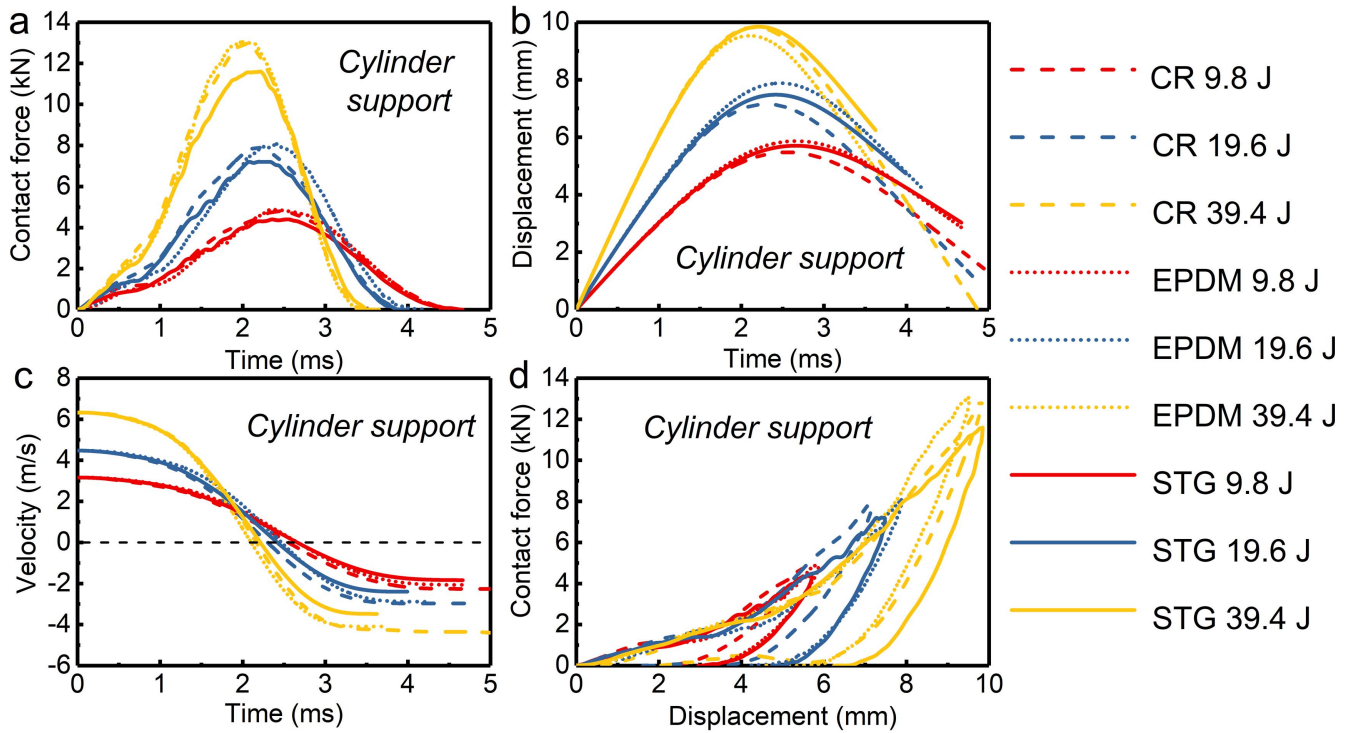 a
14
12
10
8
6
4
2
0
Contact force (kN)
Cylinder
support
0 1 2 3 4 5
Time (ms)
b
10
8
6
4
2
0
Displacement (mm)
Cylinder support
0 1 2 3 4 5
Time (ms)
c
8
6
4
2
0
-2
-4
-6
Velocity (m/s)
Cylinder support
0 1 2 3 4 5
Time (ms)
d
14
12
10
8
6
4
2
0
Contact force (kN)
Cylinder support
0 2 4 6 8 10
Displacement (mm)
CR 9.8 J
CR 19.6 J
CR 39.4 J
EPDM 9.8 J
EPDM 19.6 J
EPDM 39.4 J
STG 9.8 J
STG 19.6 J
STG 39.4 J